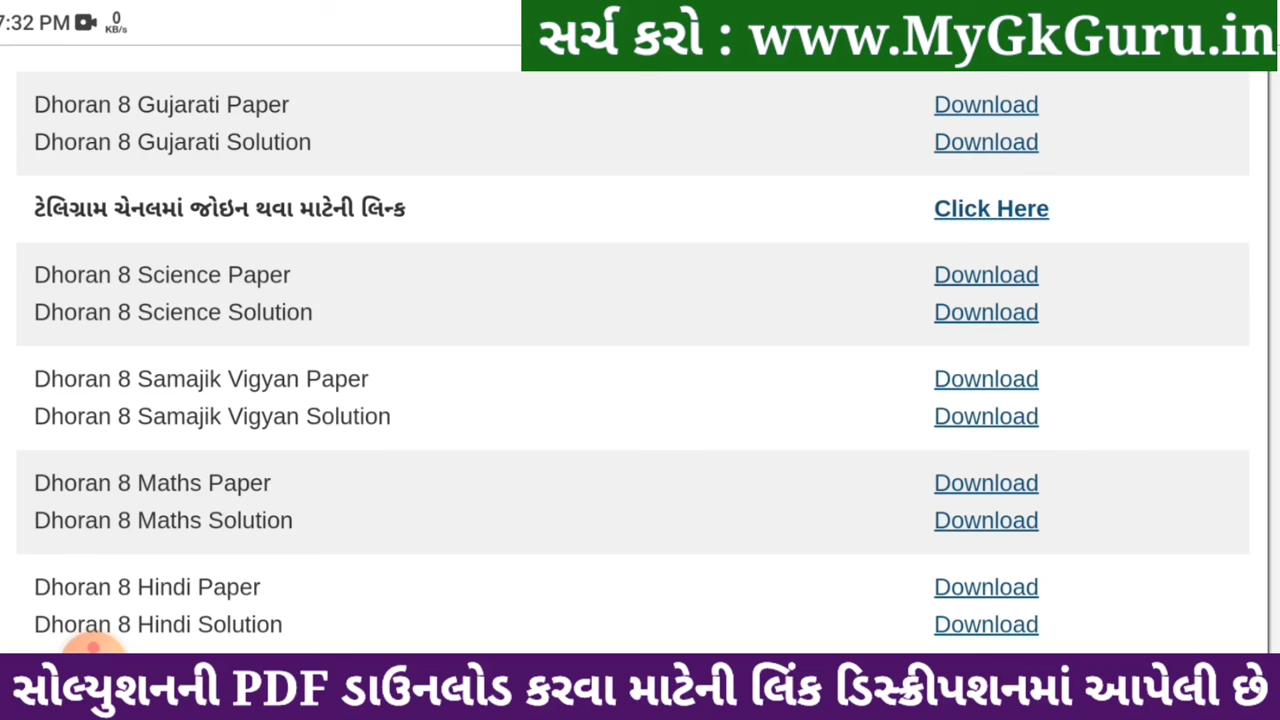 7:32 PM 0 KB/s
સર્ચ કરો : www.MyGkGuru.in
Dhoran 8 Gujarati Paper Download
Dhoran 8 Gujarati Solution Download
ટેલિગ્રામ ચેનલમાં જોઇન થવા માટેની લિન્ક Click Here
Dhoran 8 Science Paper Download
Dhoran 8 Science Solution Download
Dhoran 8 Samajik Vigyan Paper Download
Dhoran 8 Samajik Vigyan Solution Download
Dhoran 8 Maths Paper Download
Dhoran 8 Maths Solution Download
Dhoran 8 Hindi Paper Download
Dhoran 8 Hindi Solution Download
સોલ્યુશનની PDF ડાઉનલોડ કરવા માટેની લિંક ડિસ્ક્રીપશનમાં આપેલી છે